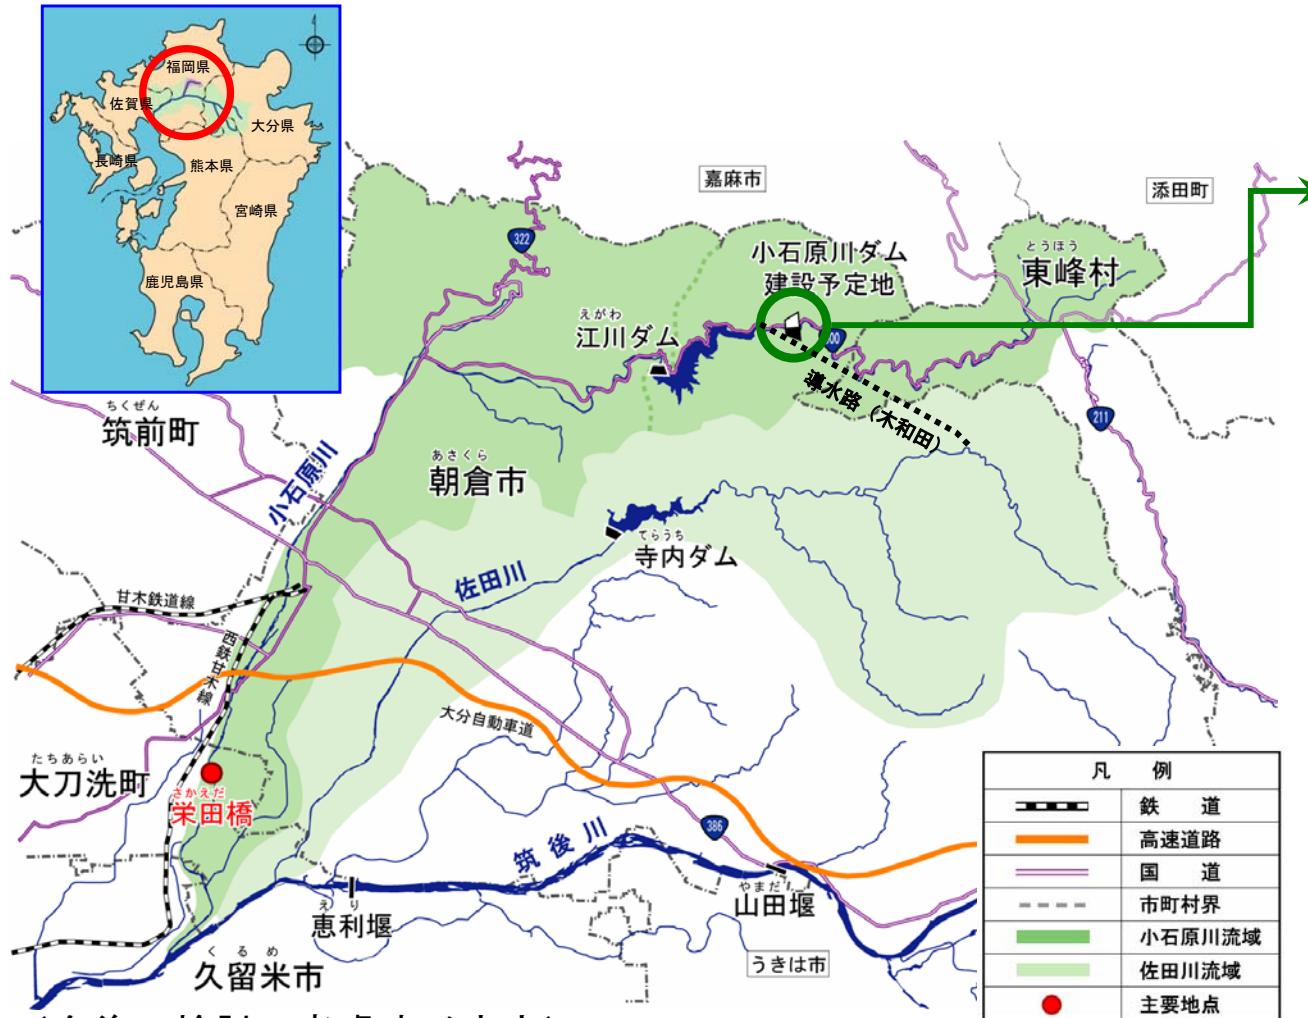 福岡県
佐賀県
大分県
長崎県
熊本県
宮崎県
鹿児島県
322
嘉麻市
添田町
とうほう
東峰村
小石原川ダム
建設予定地
えがわ
江川ダム
導水路（木和田）
211
ちくぜん
筑前町
小石原川
あさくら
朝倉市
てらうち
寺内ダム
佐田川
甘木鉄道線
西鉄甘木線
大分自動車道
たちあらい
大刀洗町
さかえだ
栄田橋
386
筑後川
えり
恵利堰
やまだ
山田堰
うきは市
くるめ
久留米市
凡 例
鉄 道
高速道路
国 道
市町村界
小石原川流域
佐田川流域
主要地点